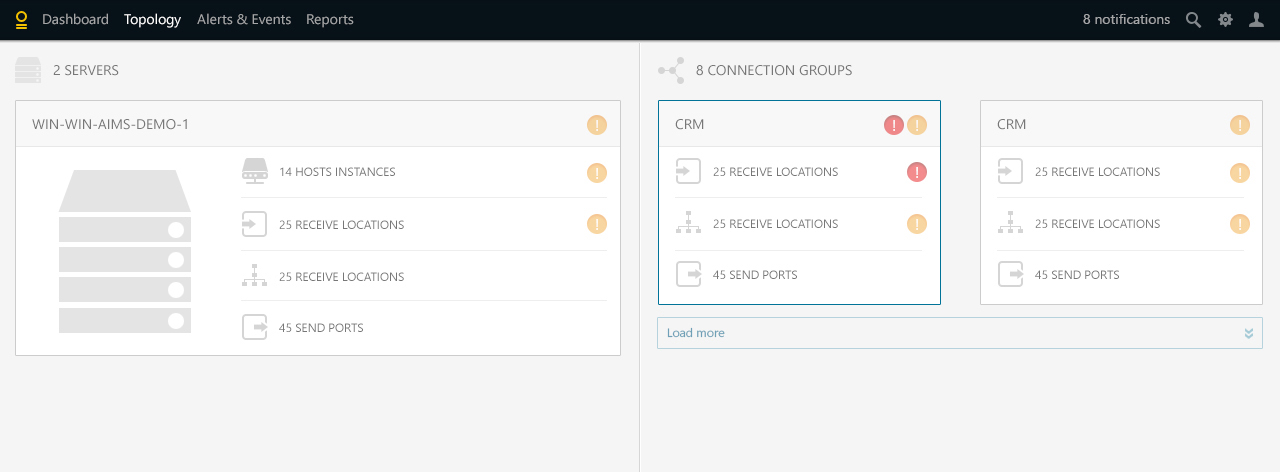 Dashboard Topology Alerts & Events Reports 8 notifications
2 SERVERS
WIN-WIN-AIMS-DEMO-1
14 HOSTS INSTANCES
25 RECEIVE LOCATIONS
25 RECEIVE LOCATIONS
45 SEND PORTS
8 CONNECTION GROUPS
CRM
25 RECEIVE LOCATIONS
25 RECEIVE LOCATIONS
45 SEND PORTS
CRM
25 RECEIVE LOCATIONS
25 RECEIVE LOCATIONS
45 SEND PORTS
Load more